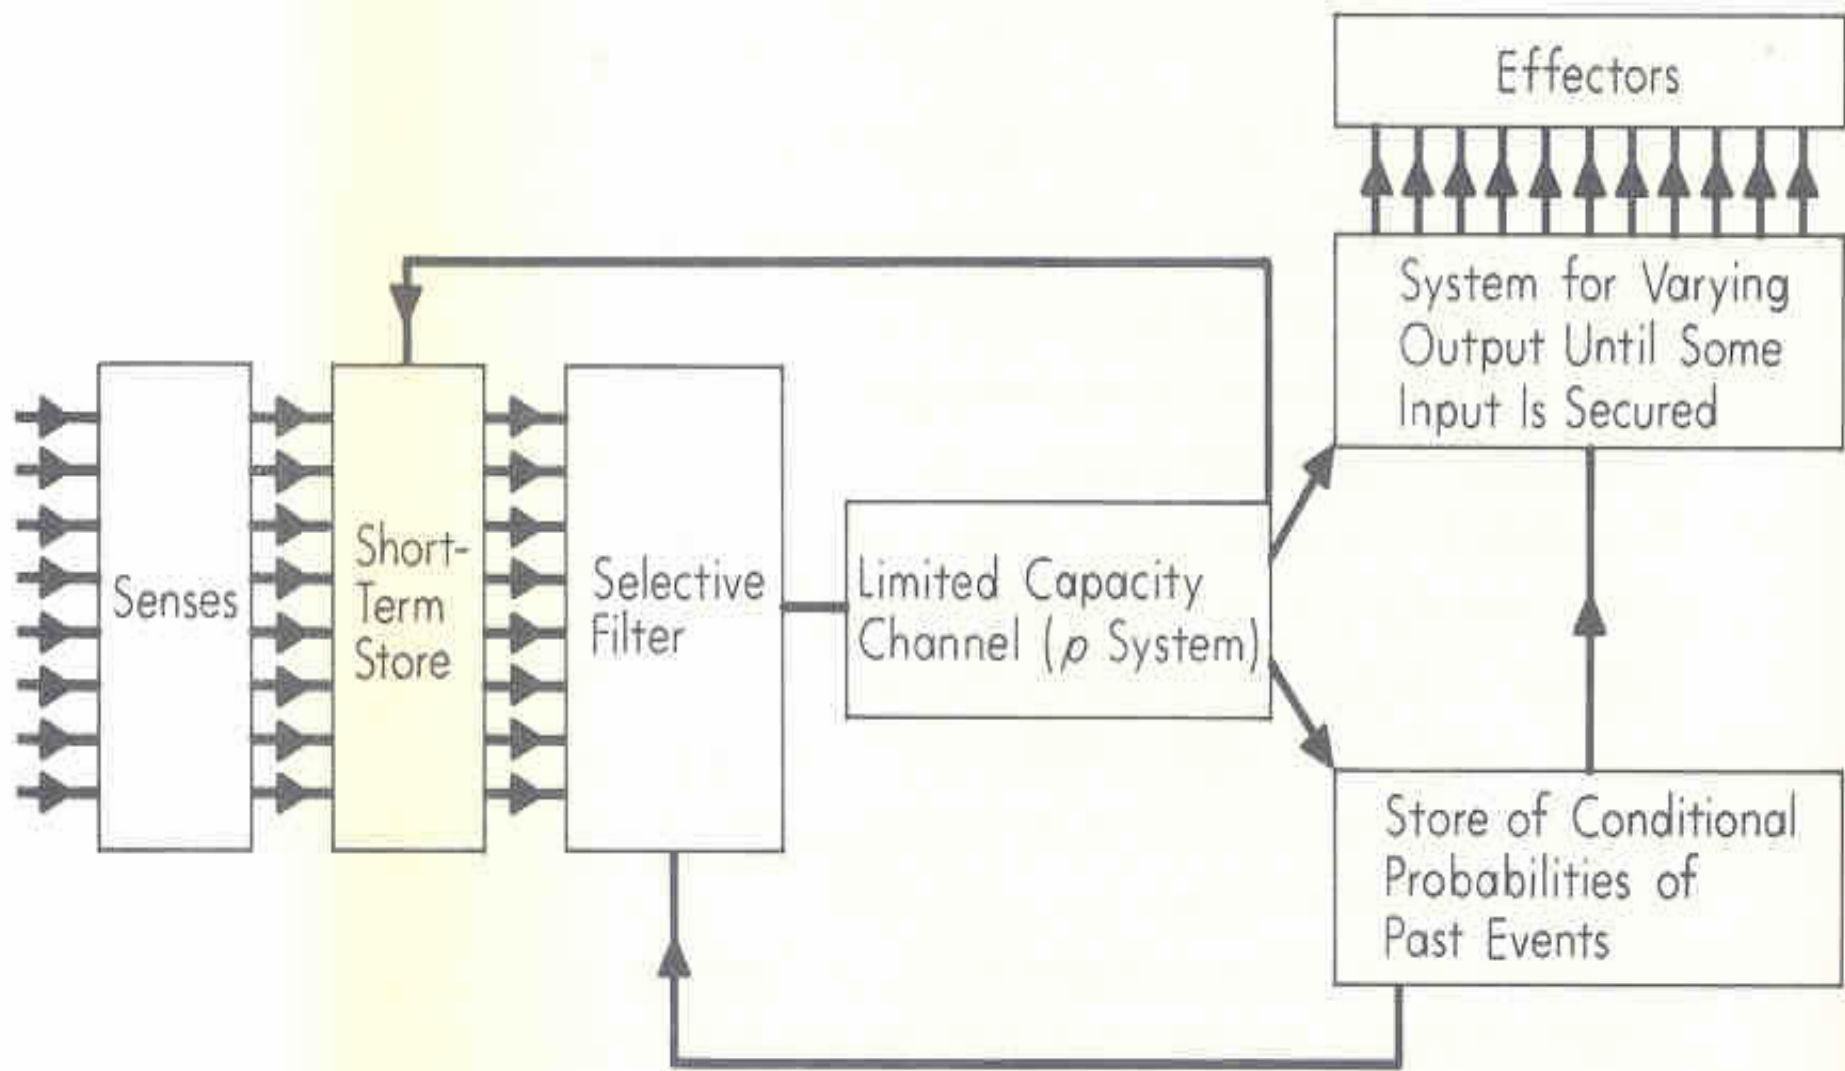 Effectors
System for Varying
Output Until Some
Input Is Secured
Senses
Short-
Term
Store
Selective
Filter
Limited Capacity
Channel (p System)
Store of Conditional
Probabilities of
Past Events